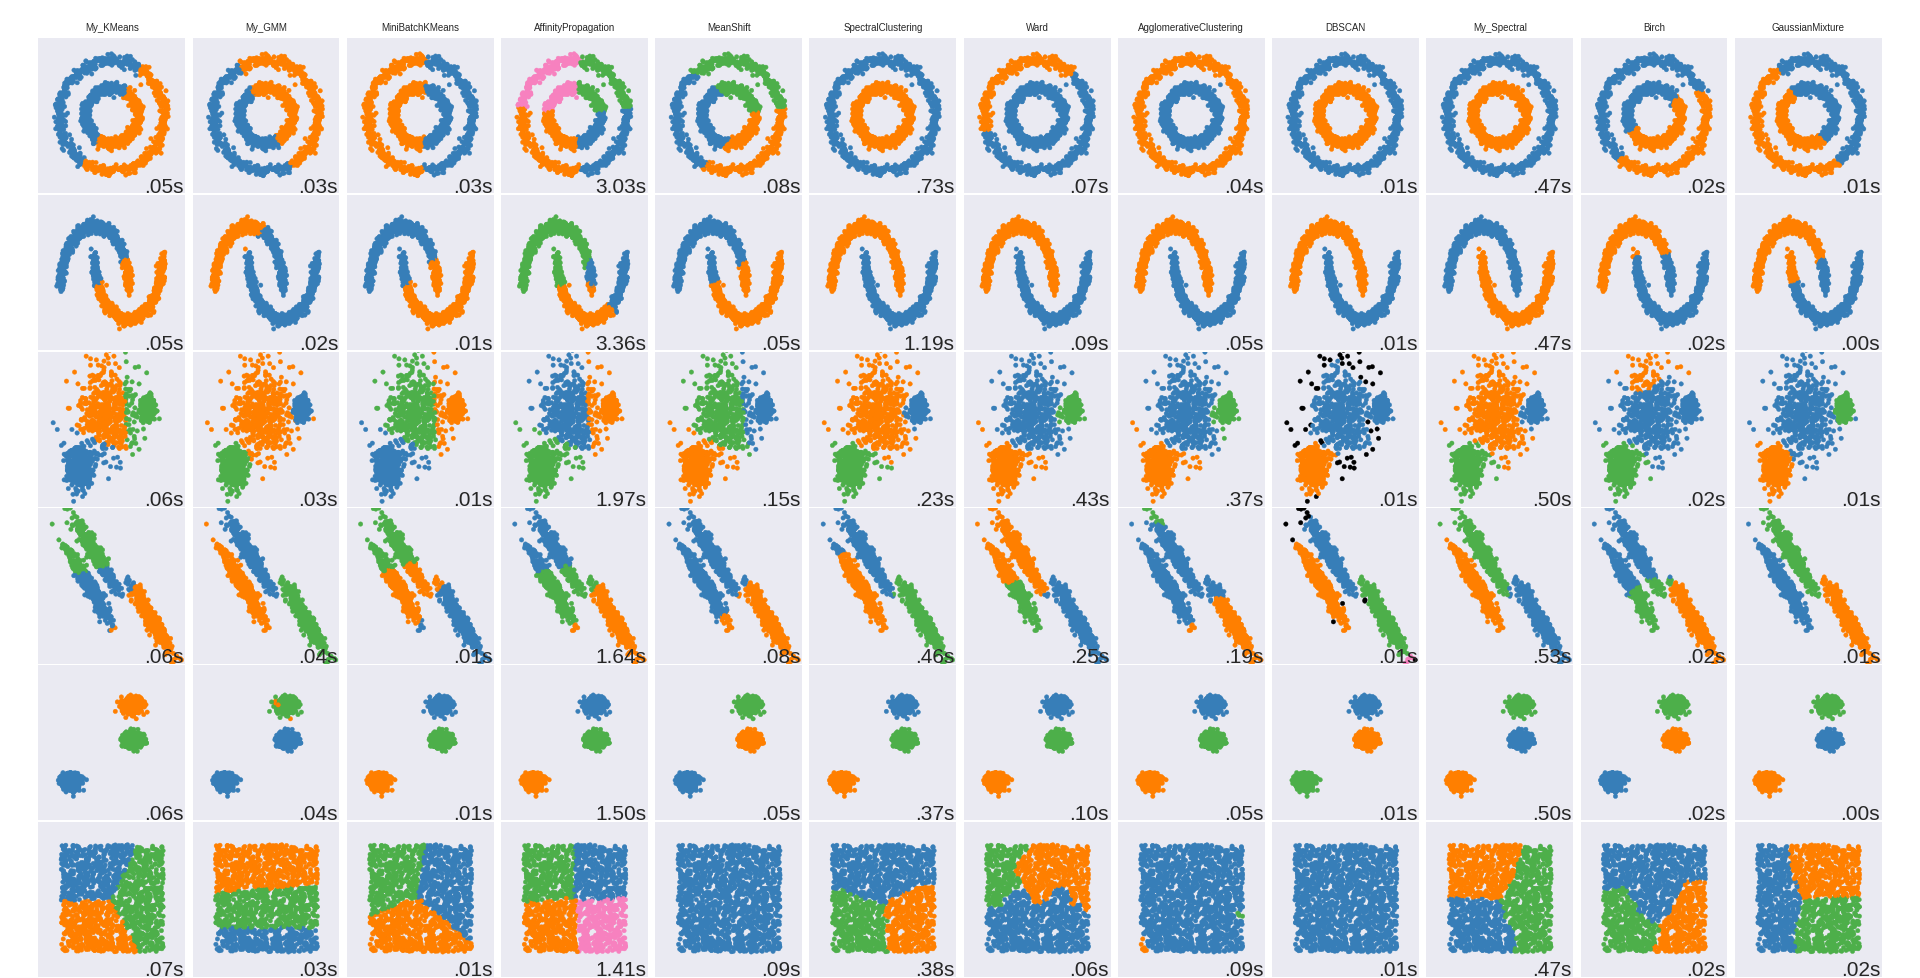 My_KMeans My_GMM MiniBatchKMeans AffinityPropagation MeanShift SpectralClustering Ward AgglomerativeClustering DBSCAN My_Spectral Birch GaussianMixture
.05s .03s .03s 3.03s .08s .73s .07s .04s .01s .47s .02s .01s
.05s .02s .01s 3.36s .05s 1.19s .09s .05s .01s .47s .02s .00s
.06s .03s .01s 1.97s .15s .23s .43s .37s .01s .50s .02s .01s
.06s .04s .01s 1.64s .08s .46s .25s .19s .01s .53s .02s .01s
.06s .04s .01s 1.50s .05s .37s .10s .05s .01s .50s .02s .00s
.07s .03s .01s 1.41s .09s .38s .06s .09s .01s .47s .02s .02s